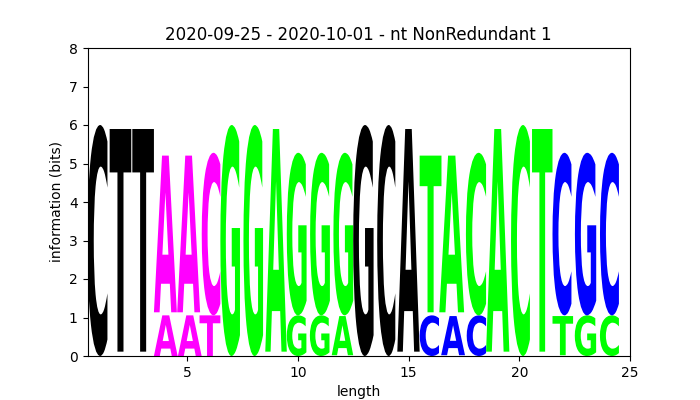 2020-09-25 - 2020-10-01 - nt NonRedundant 1
8
7
6
5
4
3
2
1
0
information (bits)
CTTAACGGAGGGGCATACACTCGC
AATGGACACTGC
5
10
15
20
25
length